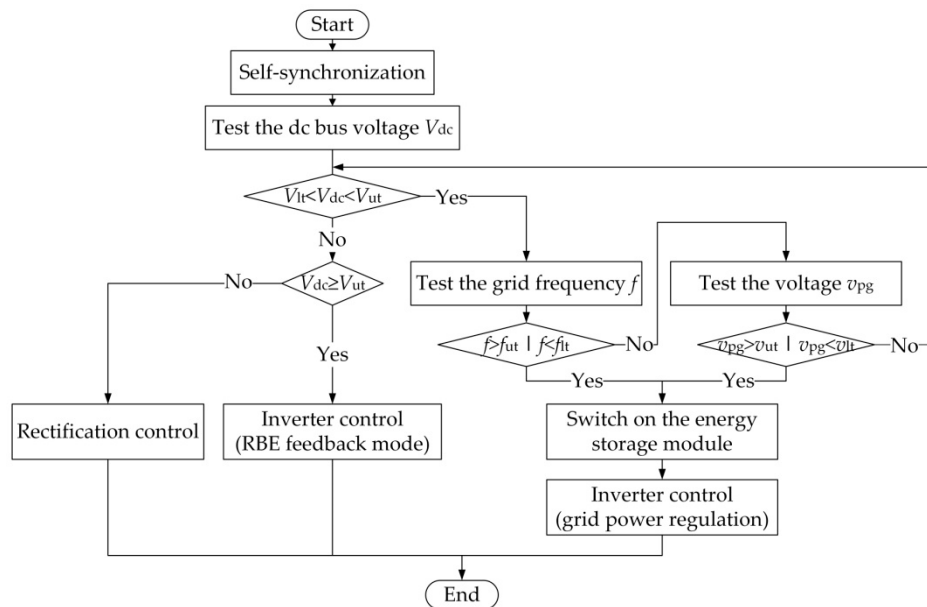 Start
Self-synchronization
Test the dc bus voltage Vdc
Vlt<Vdc<Vut
Yes
No
Vdc≥Vut
No
Yes
Test the grid frequency f
Test the voltage vpg
f>fut | f<flt
No
vpg>vut | vpg<vlt
No
Yes
Yes
Rectification control
Inverter control
(RBE feedback mode)
Switch on the energy
storage module
Inverter control
(grid power regulation)
End